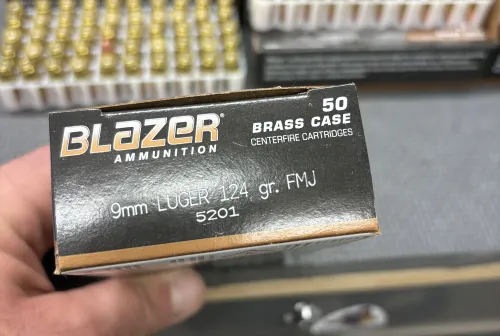 BLAZER®
AMMUNITION
50
BRASS CASE
CENTERFIRE CARTRIDGES
9mm LUGER 124 gr. FMJ
5201